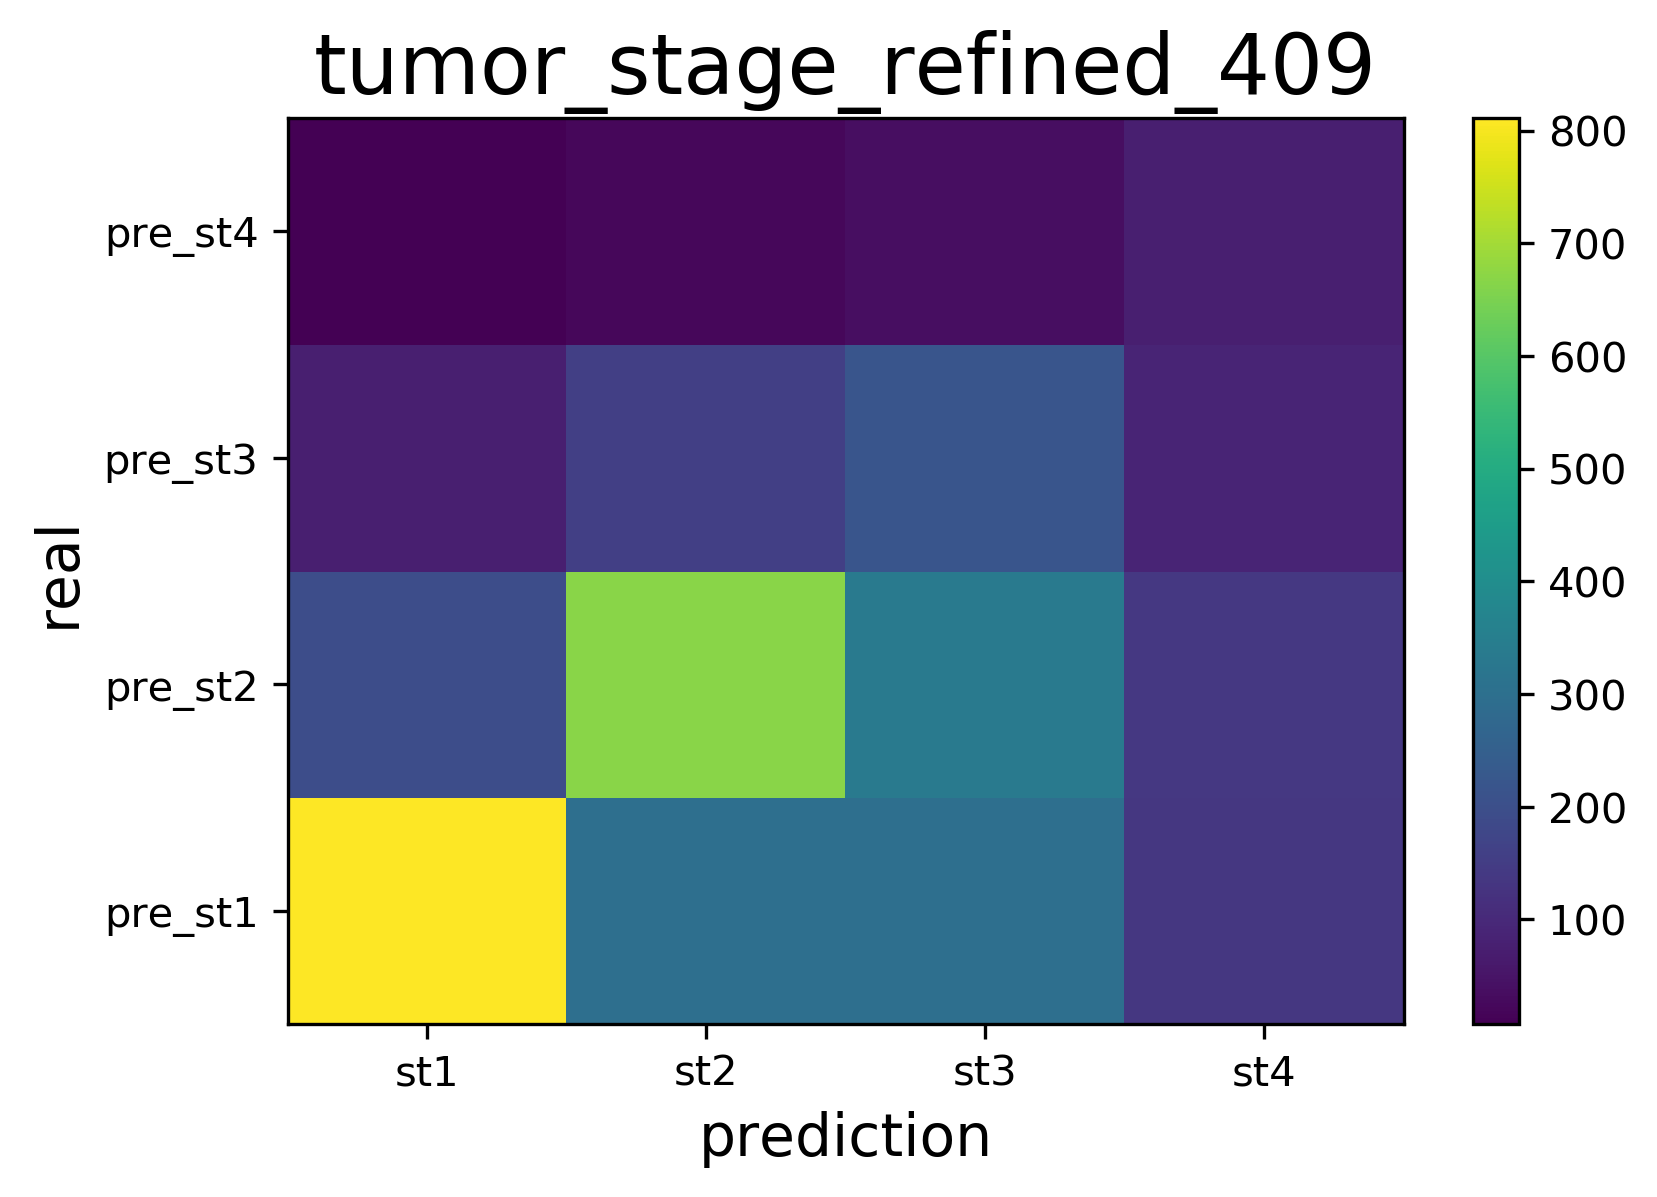 tumor_stage_refined_409
real
pre_st4
pre_st3
pre_st2
pre_st1
st1 st2 st3 st4
prediction
800
700
600
500
400
300
200
100